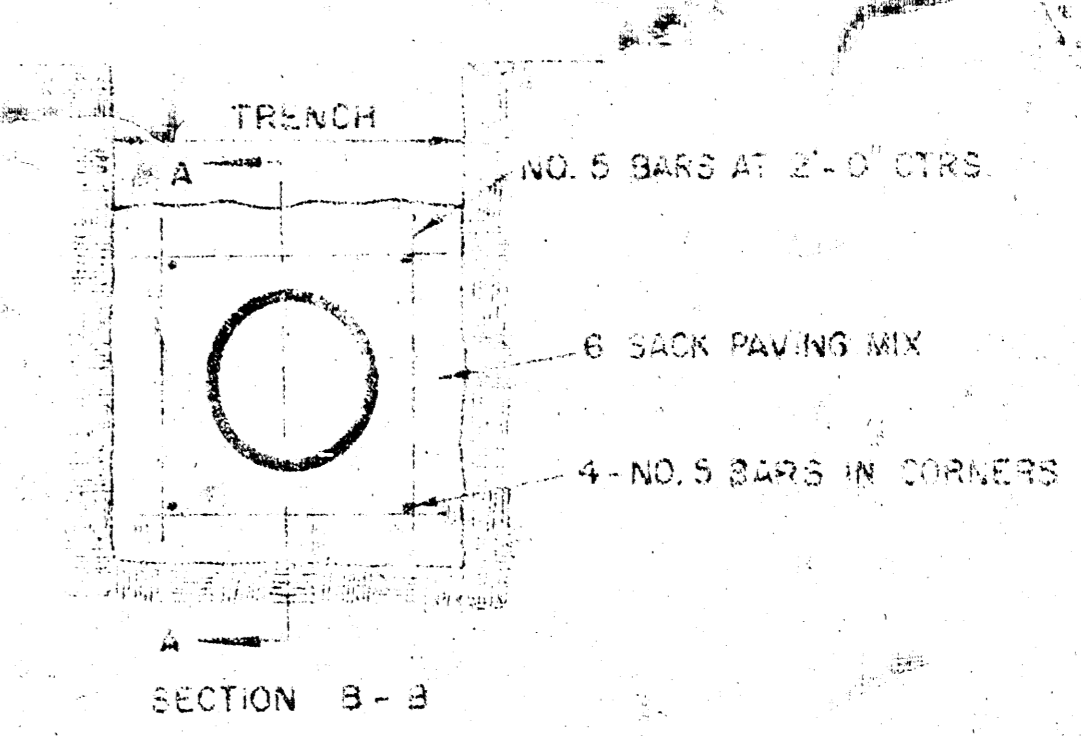 TRENCH
A
NO. 5 BARS AT 2'-0" CTRS.
6 SACK PAVING MIX
4-NO. 5 BARS IN CORNERS
A
SECTION B-B